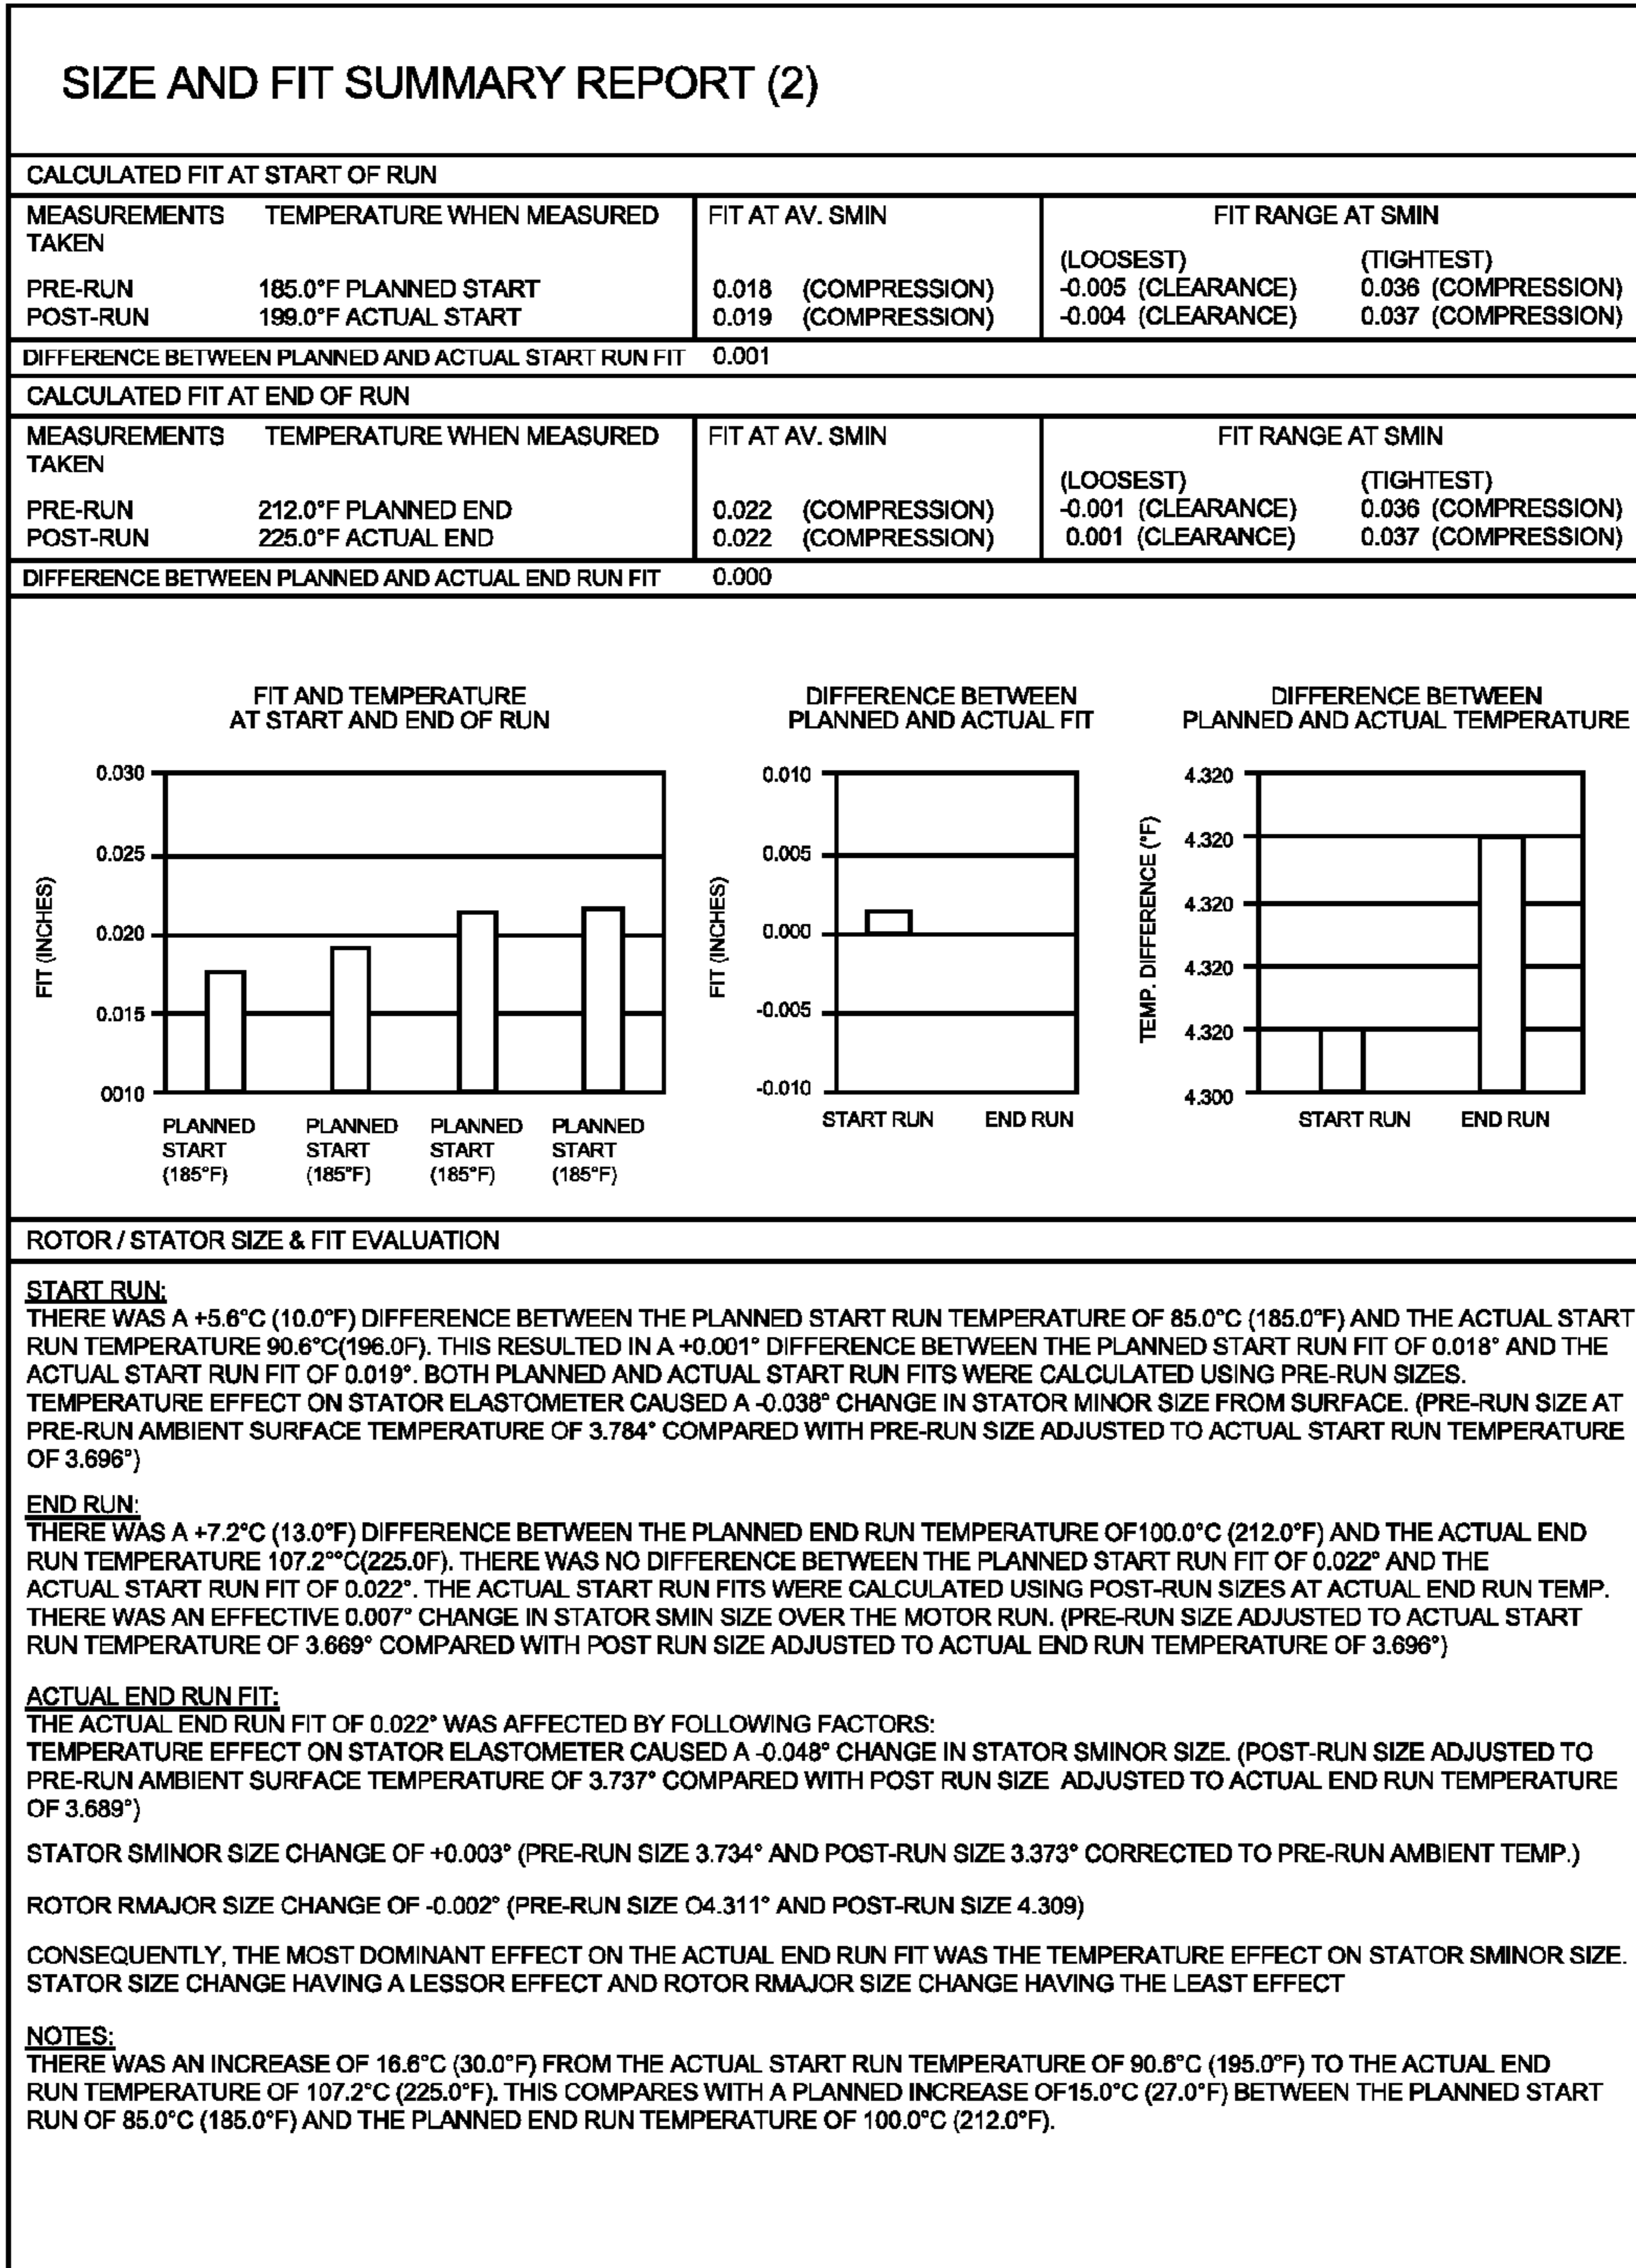 SIZE AND FIT SUMMARY REPORT (2)
CALCULATED FIT AT START OF RUN
MEASUREMENTS TEMPERATURE WHEN MEASURED FIT AT AV. SMIN FIT RANGE AT SMIN
TAKEN
(LOOSEST) (TIGHTEST)
PRE-RUN 185.0°F PLANNED START 0.018 (COMPRESSION) -0.005 (CLEARANCE) 0.036 (COMPRESSION)
POST-RUN 199.0°F ACTUAL START 0.019 (COMPRESSION) -0.004 (CLEARANCE) 0.037 (COMPRESSION)
DIFFERENCE BETWEEN PLANNED AND ACTUAL START RUN FIT 0.001
CALCULATED FIT AT END OF RUN
MEASUREMENTS TEMPERATURE WHEN MEASURED FIT AT AV. SMIN FIT RANGE AT SMIN
TAKEN
(LOOSEST) (TIGHTEST)
PRE-RUN 212.0°F PLANNED END 0.022 (COMPRESSION) -0.001 (CLEARANCE) 0.036 (COMPRESSION)
POST-RUN 225.0°F ACTUAL END 0.022 (COMPRESSION) 0.001 (CLEARANCE) 0.037 (COMPRESSION)
DIFFERENCE BETWEEN PLANNED AND ACTUAL END RUN FIT 0.000
FIT AND TEMPERATURE
AT START AND END OF RUN
FIT (INCHES)
0.030
0.025
0.020
0.015
0010
PLANNED PLANNED PLANNED PLANNED
START START START START
(185°F) (185°F) (185°F) (185°F)
DIFFERENCE BETWEEN
PLANNED AND ACTUAL FIT
FIT (INCHES)
0.010
0.005
0.000
-0.005
-0.010
START RUN END RUN
DIFFERENCE BETWEEN
PLANNED AND ACTUAL TEMPERATURE
TEMP. DIFFERENCE (°F)
4.320
4.320
4.320
4.320
4.320
4.300
START RUN END RUN
ROTOR / STATOR SIZE & FIT EVALUATION
START RUN:
THERE WAS A +5.6°C (10.0°F) DIFFERENCE BETWEEN THE PLANNED START RUN TEMPERATURE OF 85.0°C (185.0°F) AND THE ACTUAL START
RUN TEMPERATURE 90.6°C(196.0F). THIS RESULTED IN A +0.001° DIFFERENCE BETWEEN THE PLANNED START RUN FIT OF 0.018° AND THE
ACTUAL START RUN FIT OF 0.019°. BOTH PLANNED AND ACTUAL START RUN FITS WERE CALCULATED USING PRE-RUN SIZES.
TEMPERATURE EFFECT ON STATOR ELASTOMETER CAUSED A -0.038° CHANGE IN STATOR MINOR SIZE FROM SURFACE. (PRE-RUN SIZE AT
PRE-RUN AMBIENT SURFACE TEMPERATURE OF 3.784° COMPARED WITH PRE-RUN SIZE ADJUSTED TO ACTUAL START RUN TEMPERATURE
OF 3.696°)
END RUN:
THERE WAS A +7.2°C (13.0°F) DIFFERENCE BETWEEN THE PLANNED END RUN TEMPERATURE OF100.0°C (212.0°F) AND THE ACTUAL END
RUN TEMPERATURE 107.2°°C(225.0F). THERE WAS NO DIFFERENCE BETWEEN THE PLANNED START RUN FIT OF 0.022° AND THE
ACTUAL START RUN FIT OF 0.022°. THE ACTUAL START RUN FITS WERE CALCULATED USING POST-RUN SIZES AT ACTUAL END RUN TEMP.
THERE WAS AN EFFECTIVE 0.007° CHANGE IN STATOR SMIN SIZE OVER THE MOTOR RUN. (PRE-RUN SIZE ADJUSTED TO ACTUAL START
RUN TEMPERATURE OF 3.669° COMPARED WITH POST RUN SIZE ADJUSTED TO ACTUAL END RUN TEMPERATURE OF 3.696°)
ACTUAL END RUN FIT:
THE ACTUAL END RUN FIT OF 0.022° WAS AFFECTED BY FOLLOWING FACTORS:
TEMPERATURE EFFECT ON STATOR ELASTOMETER CAUSED A -0.048° CHANGE IN STATOR SMINOR SIZE. (POST-RUN SIZE ADJUSTED TO
PRE-RUN AMBIENT SURFACE TEMPERATURE OF 3.737° COMPARED WITH POST RUN SIZE ADJUSTED TO ACTUAL END RUN TEMPERATURE
OF 3.689°)
STATOR SMINOR SIZE CHANGE OF +0.003° (PRE-RUN SIZE 3.734° AND POST-RUN SIZE 3.373° CORRECTED TO PRE-RUN AMBIENT TEMP.)
ROTOR RMAJOR SIZE CHANGE OF -0.002° (PRE-RUN SIZE O4.311° AND POST-RUN SIZE 4.309)
CONSEQUENTLY, THE MOST DOMINANT EFFECT ON THE ACTUAL END RUN FIT WAS THE TEMPERATURE EFFECT ON STATOR SMINOR SIZE.
STATOR SIZE CHANGE HAVING A LESSOR EFFECT AND ROTOR RMAJOR SIZE CHANGE HAVING THE LEAST EFFECT
NOTES:
THERE WAS AN INCREASE OF 16.6°C (30.0°F) FROM THE ACTUAL START RUN TEMPERATURE OF 90.6°C (195.0°F) TO THE ACTUAL END
RUN TEMPERATURE OF 107.2°C (225.0°F). THIS COMPARES WITH A PLANNED INCREASE OF15.0°C (27.0°F) BETWEEN THE PLANNED START
RUN OF 85.0°C (185.0°F) AND THE PLANNED END RUN TEMPERATURE OF 100.0°C (212.0°F).